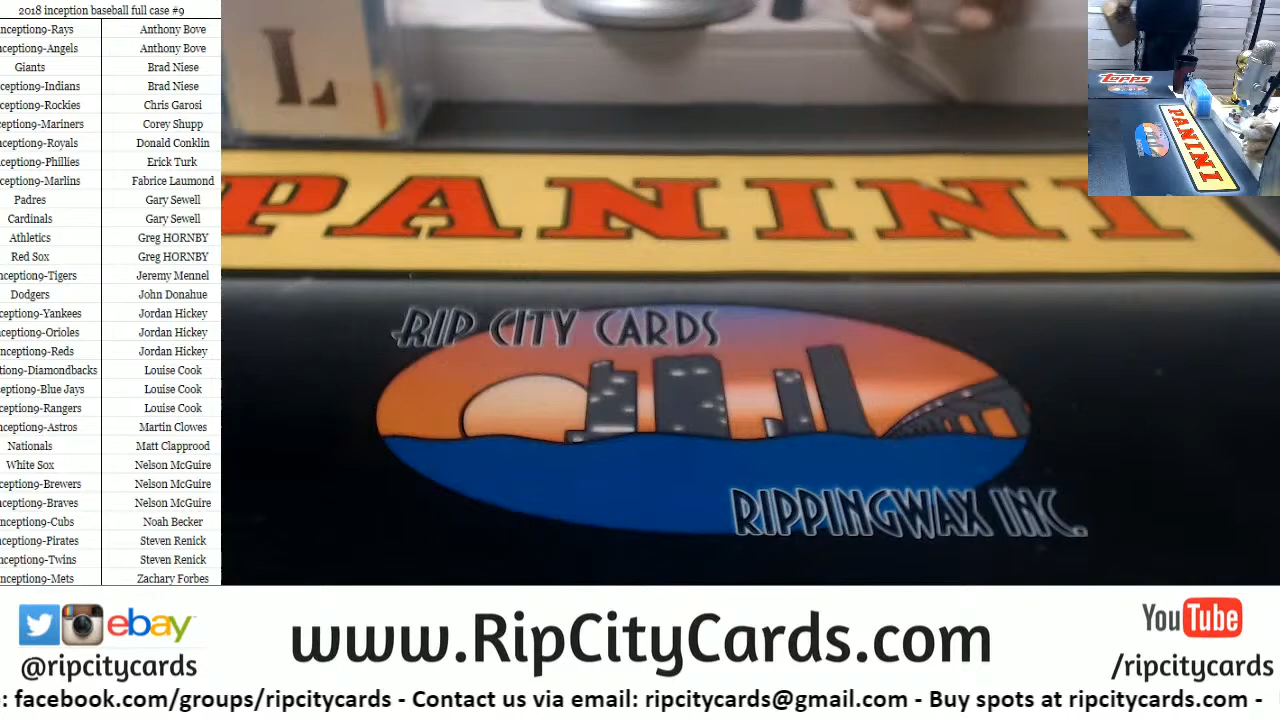 2018 inception baseball full case #9
nception9-Rays Anthony Bove
nception9-Angels Anthony Bove
Giants Brad Niese
nception9-Indians Brad Niese
nception9-Rockies Chris Garosi
ception9-Mariners Corey Shupp
nception9-Royals Donald Conklin
ception9-Phillies Erick Turk
nception9-Marlins Fabrice Laumond
Padres Gary Sewell
Cardinals Gary Sewell
Athletics Greg HORNBY
Red Sox Greg HORNBY
nception9-Tigers Jeremy Mennel
Dodgers John Donahue
ception9-Yankees Jordan Hickey
nception9-Orioles Jordan Hickey
nception9-Reds Jordan Hickey
tion9-Diamondbacks Louise Cook
eption9-Blue Jays Louise Cook
ception9-Rangers Louise Cook
nception9-Astros Martin Clowes
Nationals Matt Clapprood
White Sox Nelson McGuire
nception9-Brewers Nelson McGuire
nception9-Braves Nelson McGuire
nception9-Cubs Noah Becker
nception9-Pirates Steven Renick
nception9-Twins Steven Renick
nception9-Mets Zachary Forbes
L
PANINI
RIP CITY CARDS
RIPPINGWAX INC.
topps
PANINI
ebay
@ripcitycards
www.RipCityCards.com
YouTube
/ripcitycards
: facebook.com/groups/ripcitycards - Contact us via email: ripcitycards@gmail.com - Buy spots at ripcitycards.com -